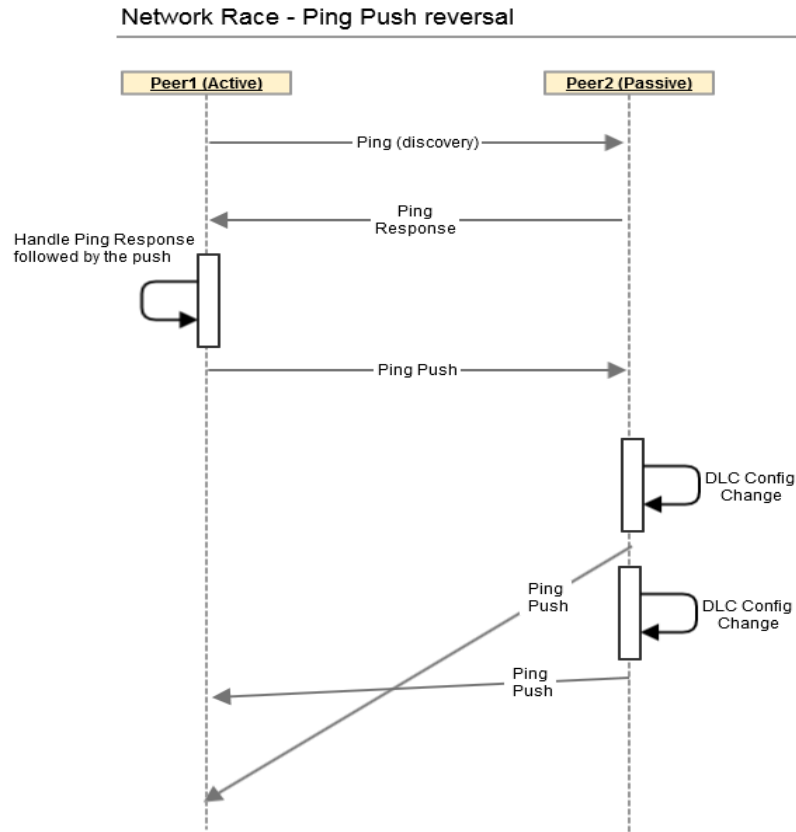 Network Race - Ping Push reversal
Peer1 (Active)
Peer2 (Passive)
Ping (discovery)
Ping
Response
Handle Ping Response
followed by the push
Ping Push
DLC Config
Change
Ping
Push
DLC Config
Change
Ping
Push